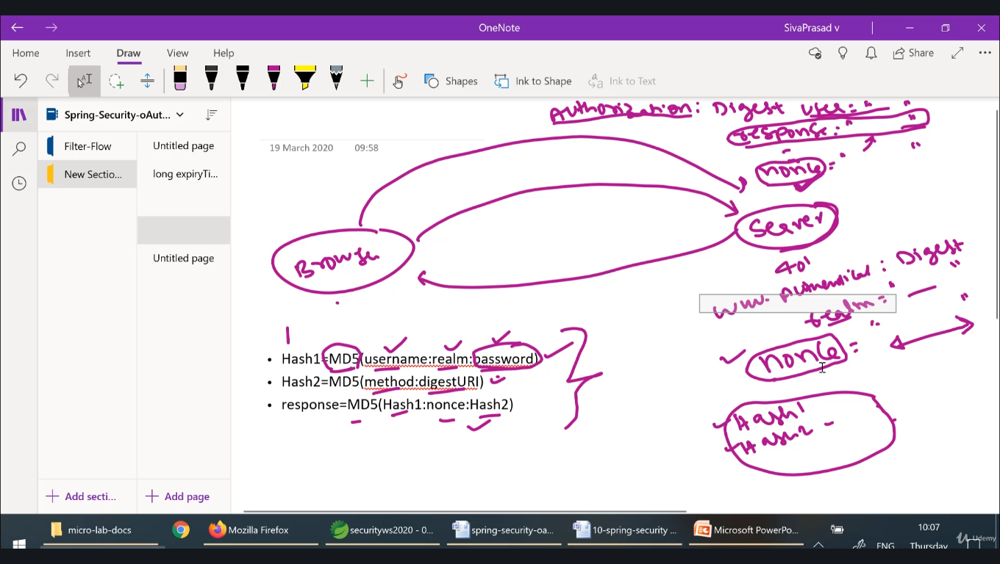 OneNote
SivaPrasad v
Home Insert Draw View Help
Share
Shapes
Ink to Shape
Ink to Text
Spring-Security-oAut...
Filter-Flow
New Sectio...
Untitled page
long expiryTi...
Untitled page
Add secti...
Add page
19 March 2020 09:58
Authorization: Digest user="
response:" "
nonce="
Server
Browse
401
Digest
realm="
nonce=
• Hash1=MD5(username:realm:password)
• Hash2=MD5(method:digestURI)
• response=MD5(Hash1:nonce:Hash2)
Hash1
Hash2
micro-lab-docs
Mozilla Firefox
securityws2020 - 0...
spring-security-oa...
10-spring-security ...
Microsoft PowerPo...
ENG
10:07
Thursday
Udemy